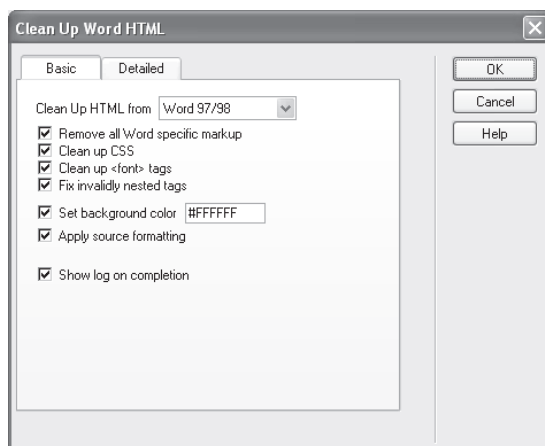 Clean Up Word HTML
Basic Detailed
OK
Cancel
Help
Clean Up HTML from Word 97/98
Remove all Word specific markup
Clean up CSS
Clean up <font> tags
Fix invalidly nested tags
Set background color #FFFFFF
Apply source formatting
Show log on completion